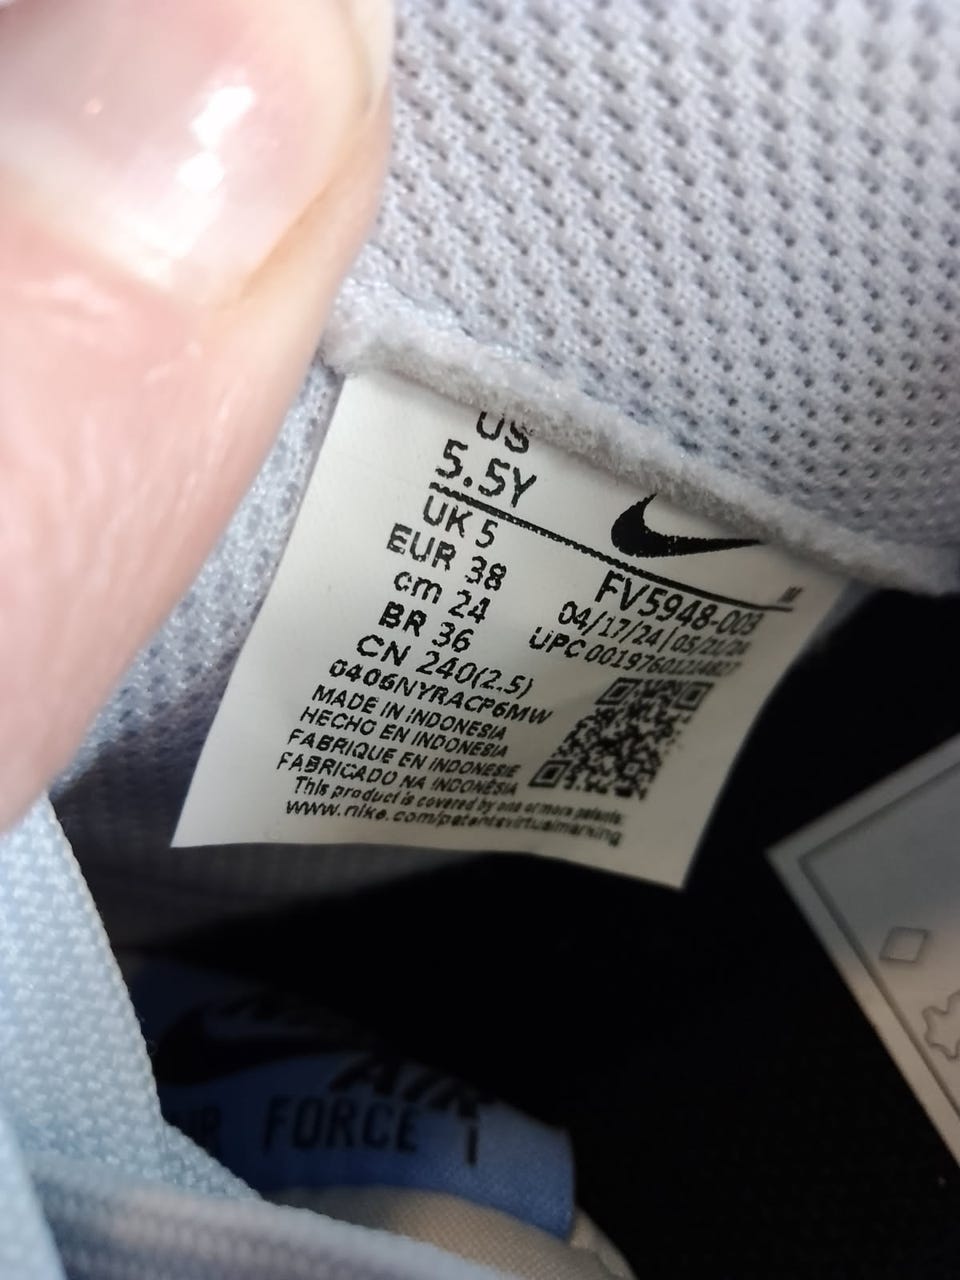 US
5.5Y
UK 5
EUR 38
cm 24
BR 36
CN 240(2.5)
FV5948-003
04/17/24|05/21/24
UPC
0406NYRACP6MW
MADE IN INDONESIA
HECHO EN INDONESIA
FABRIQUE EN INDONESIE
FABRICADO NA INDONESIA
This product is covered by one or more patents.
www.nike.com/patentsvirtualmarking
AIR
FORCE 1